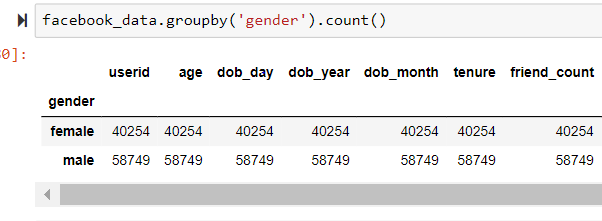 facebook_data.groupby('gender').count()
0]:
userid age dob_day dob_year dob_month tenure friend_count
gender
female 40254 40254 40254 40254 40254 40254 40254
male 58749 58749 58749 58749 58749 58749 58749